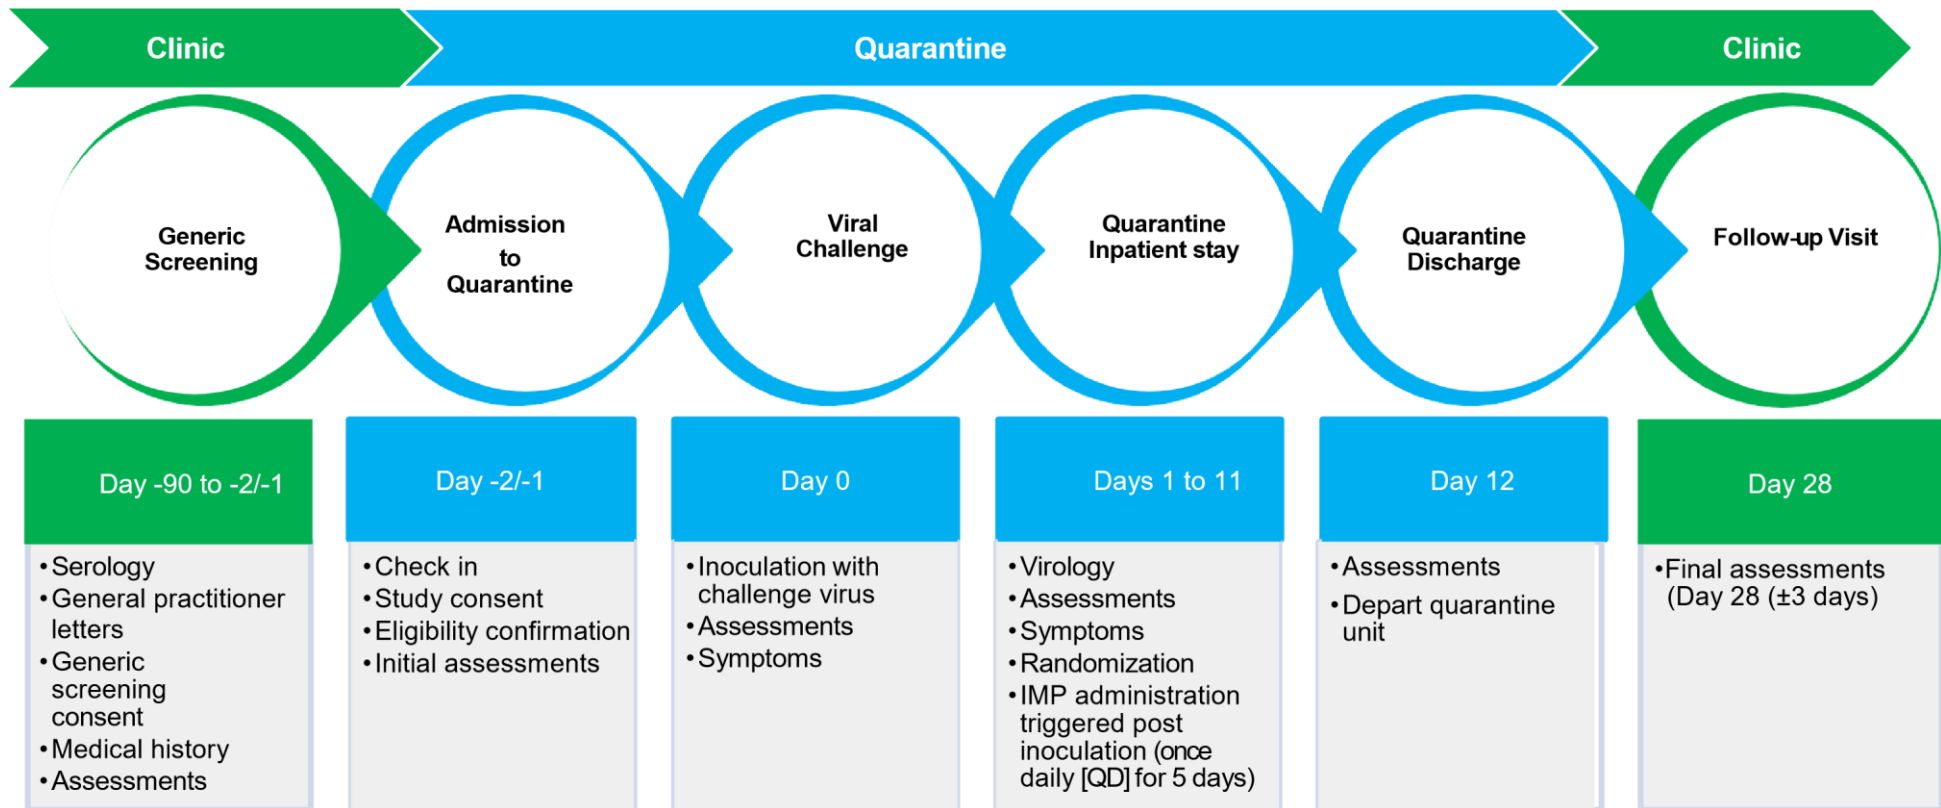 Clinic
Quarantine
Clinic
Generic
Screening
Admission
to
Quarantine
Viral
Challenge
Quarantine
Inpatient stay
Quarantine
Discharge
Follow-up Visit
Day -90 to -2/-1
Day -2/-1
Day 0
Days 1 to 11
Day 12
Day 28
•Serology
•General practitioner
letters
•Generic
screening
consent
•Medical history
•Assessments
•Check in
•Study consent
•Eligibility confirmation
•Initial assessments
•Inoculation with
challenge virus
•Assessments
•Symptoms
•Virology
•Assessments
•Symptoms
•Randomization
•IMP administration
triggered post
inoculation (once
daily [QD] for 5 days)
•Assessments
•Depart quarantine
unit
•Final assessments
(Day 28 (±3 days)